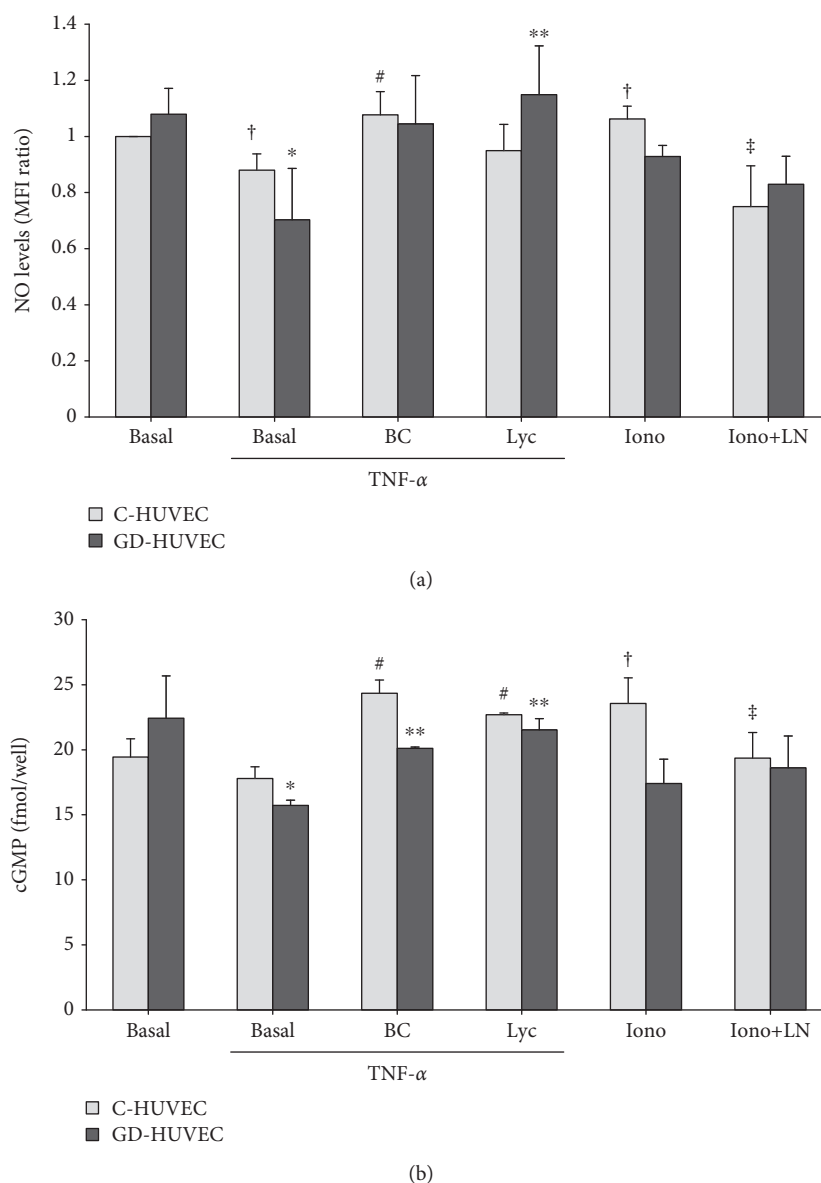 NO levels (MFI ratio)
1.4
1.2
1
0.8
0.6
0.4
0.2
0
†
*
#
**
†
‡
Basal
Basal
BC
Lyc
Iono
Iono+LN
TNF-α
C-HUVEC
GD-HUVEC
(a)
cGMP (fmol/well)
30
25
20
15
10
5
0
*
#
**
#
**
†
‡
Basal
Basal
BC
Lyc
Iono
Iono+LN
TNF-α
C-HUVEC
GD-HUVEC
(b)